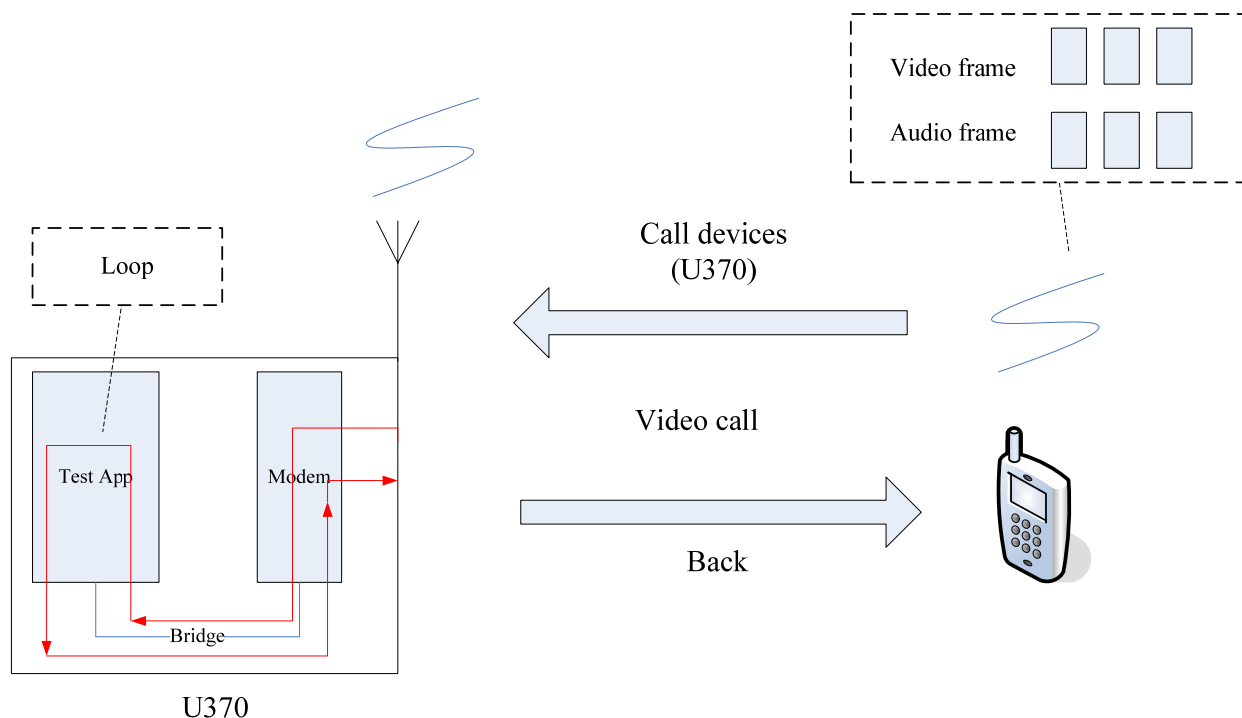 Video frame
Audio frame
Call devices
(U370)
Loop
Video call
Test App
Modem
Back
Bridge
U370